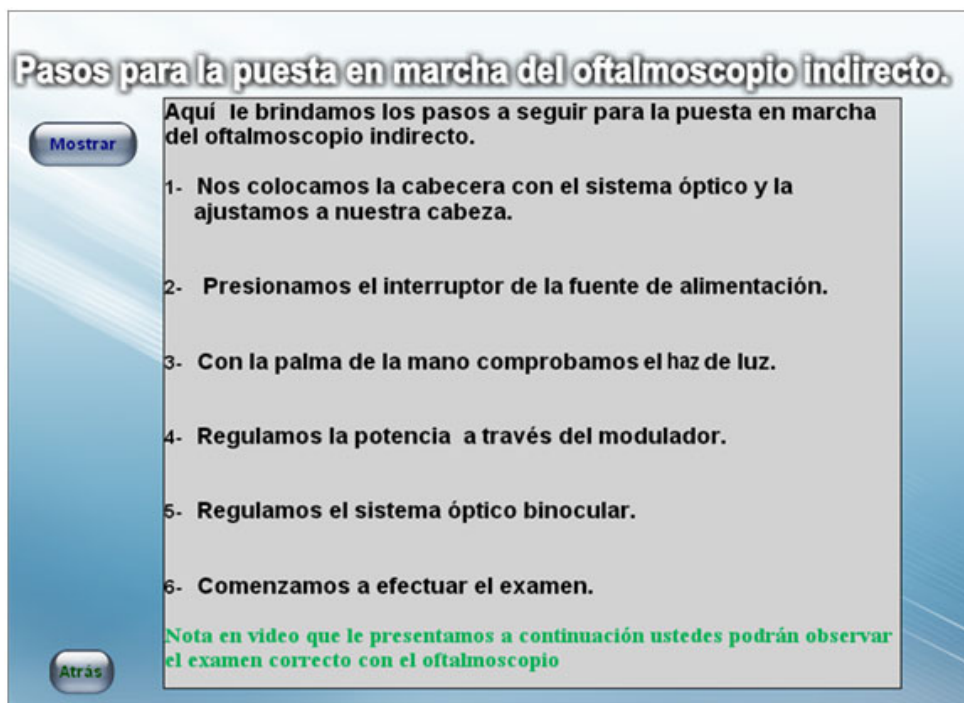 Pasos para la puesta en marcha del oftalmoscopio indirecto.
Mostrar
Aquí le brindamos los pasos a seguir para la puesta en marcha
del oftalmoscopio indirecto.
1- Nos colocamos la cabecera con el sistema óptico y la
ajustamos a nuestra cabeza.
2- Presionamos el interruptor de la fuente de alimentación.
3- Con la palma de la mano comprobamos el haz de luz.
4- Regulamos la potencia a través del modulador.
5- Regulamos el sistema óptico binocular.
6- Comenzamos a efectuar el examen.
Nota en video que le presentamos a continuación ustedes podrán observar
el examen correcto con el oftalmoscopio
Atrás